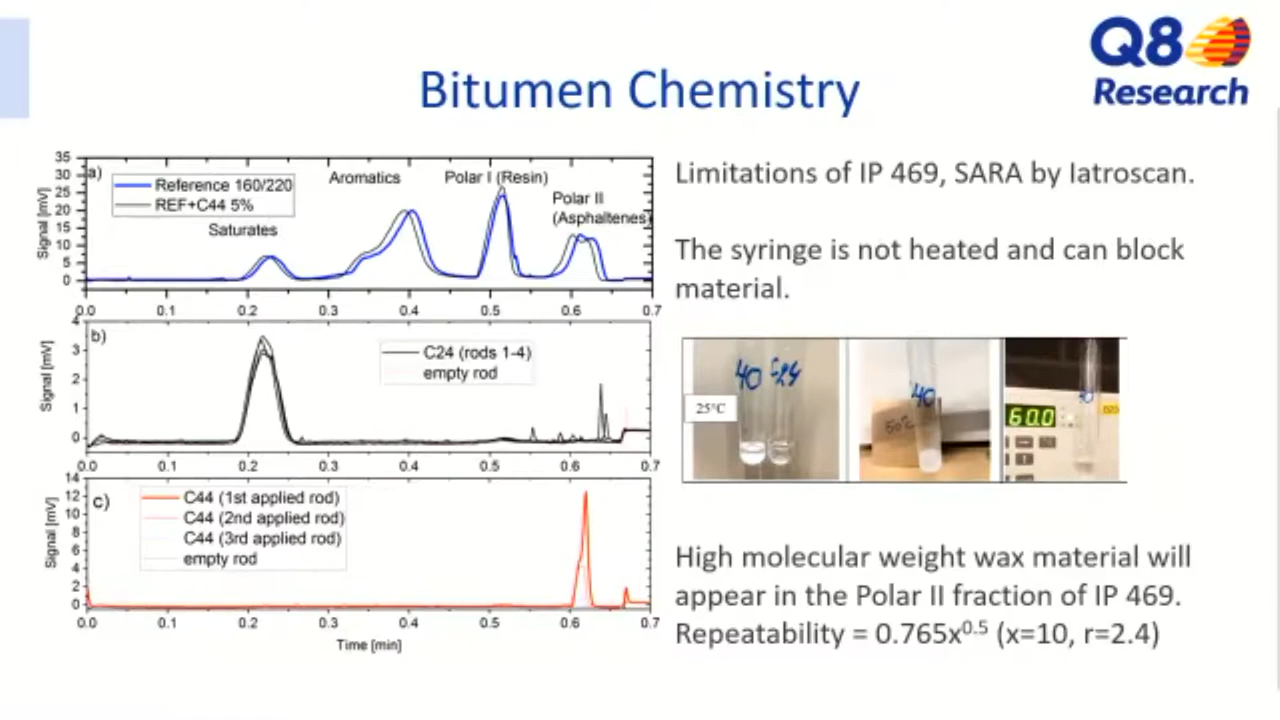 Q8
Research
Bitumen Chemistry
a)
Reference 160/220
REF+C44 5%
Saturates
Aromatics
Polar I (Resin)
Polar II
(Asphaltenes)
Signal [mV]
35
30
25
20
15
10
5
0
0.0 0.1 0.2 0.3 0.4 0.5 0.6 0.7
b)
C24 (rods 1-4)
empty rod
Signal [mV]
4
3
2
1
0
0.0 0.1 0.2 0.3 0.4 0.5 0.6 0.7
c)
C44 (1st applied rod)
C44 (2nd applied rod)
C44 (3rd applied rod)
empty rod
Signal [mV]
14
12
10
8
6
4
2
0
0.0 0.1 0.2 0.3 0.4 0.5 0.6 0.7
Time [min]
Limitations of IP 469, SARA by Iatroscan.
The syringe is not heated and can block
material.
25°C
40 C24
40
50°C
60.0
High molecular weight wax material will
appear in the Polar II fraction of IP 469.
Repeatability = 0.765x^0.5 (x=10, r=2.4)